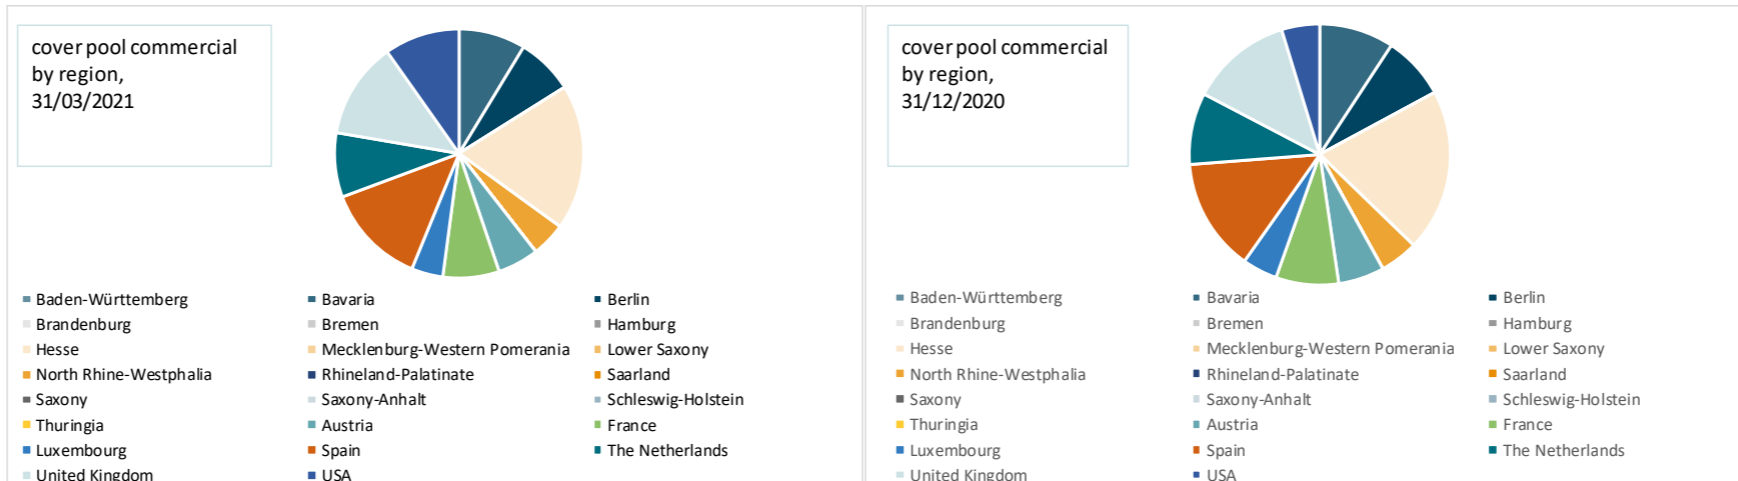 cover pool commercial
by region,
31/03/2021
Baden-Württemberg Bavaria Berlin
Brandenburg Bremen Hamburg
Hesse Mecklenburg-Western Pomerania Lower Saxony
North Rhine-Westphalia Rhineland-Palatinate Saarland
Saxony Saxony-Anhalt Schleswig-Holstein
Thuringia Austria France
Luxembourg Spain The Netherlands
United Kingdom USA
cover pool commercial
by region,
31/12/2020
Baden-Württemberg Bavaria Berlin
Brandenburg Bremen Hamburg
Hesse Mecklenburg-Western Pomerania Lower Saxony
North Rhine-Westphalia Rhineland-Palatinate Saarland
Saxony Saxony-Anhalt Schleswig-Holstein
Thuringia Austria France
Luxembourg Spain The Netherlands
United Kingdom USA